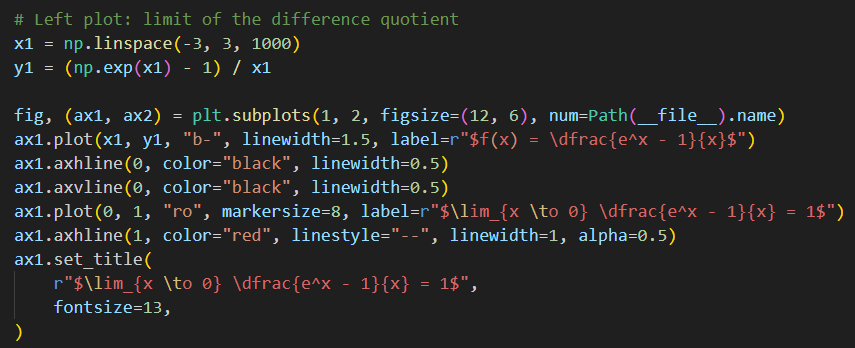 # Left plot: limit of the difference quotient
x1 = np.linspace(-3, 3, 1000)
y1 = (np.exp(x1) - 1) / x1

fig, (ax1, ax2) = plt.subplots(1, 2, figsize=(12, 6), num=Path(__file__).name)
ax1.plot(x1, y1, "b-", linewidth=1.5, label=r"$f(x) = \dfrac{e^x - 1}{x}$")
ax1.axhline(0, color="black", linewidth=0.5)
ax1.axvline(0, color="black", linewidth=0.5)
ax1.plot(0, 1, "ro", markersize=8, label=r"$\lim_{x \to 0} \dfrac{e^x - 1}{x} = 1$")
ax1.axhline(1, color="red", linestyle="--", linewidth=1, alpha=0.5)
ax1.set_title(
    r"$\lim_{x \to 0} \dfrac{e^x - 1}{x} = 1$",
    fontsize=13,
)